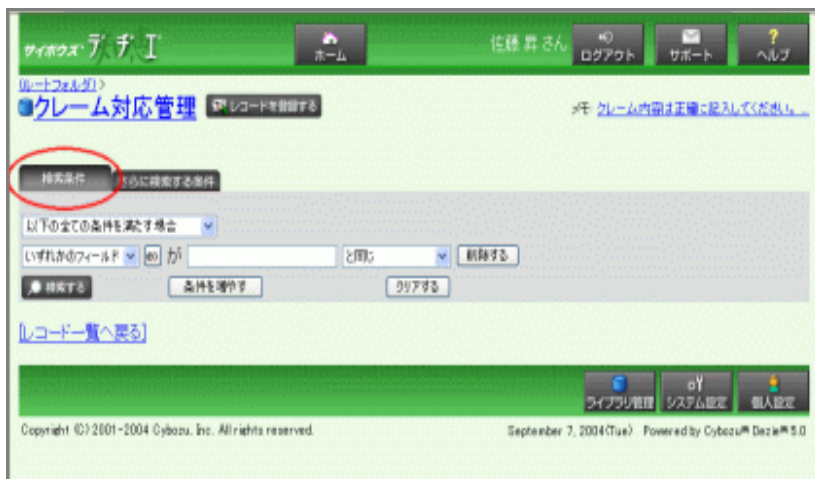 サイボウズ デヂエ
ホーム
佐藤 昇 さん
ログアウト
サポート
ヘルプ
(ルートフォルダ)>
クレーム対応管理
レコードを登録する
メモ: クレーム内容は正確に記入してください。...
検索条件
さらに検索する条件
以下の全ての条件を満たす場合
いずれかのフィールド
が
と同じ
削除する
検索する
条件を増やす
クリアする
[レコード一覧へ戻る]
ライブラリ管理
システム設定
個人設定
Copyright (C) 2001-2004 Cybozu, Inc. All rights reserved.
September 7, 2004(Tue) Powered by Cybozu(R) Dezie(R) 5.0